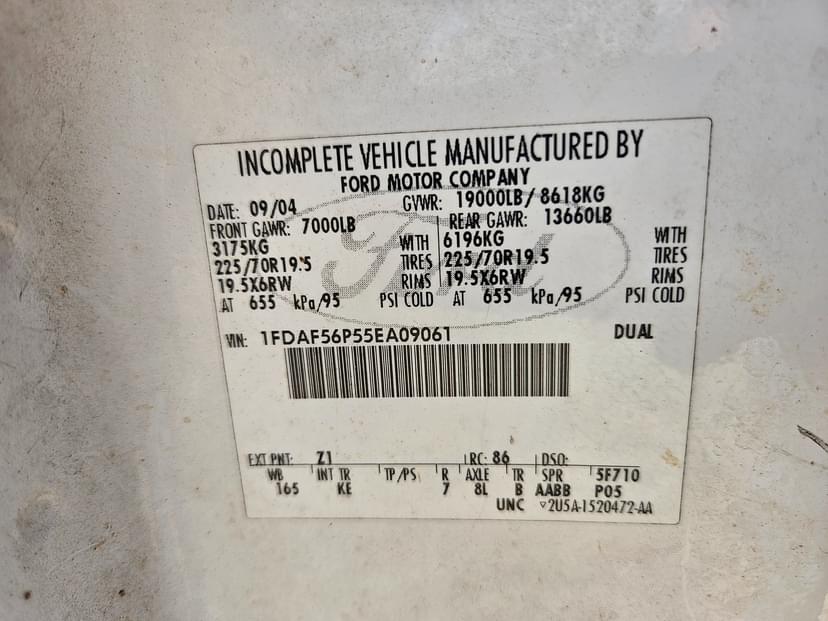 INCOMPLETE VEHICLE MANUFACTURED BY
FORD MOTOR COMPANY
DATE: 09/04 GVWR: 19000LB/ 8618KG
FRONT GAWR: 7000LB REAR GAWR: 13660LB
3175KG WITH 6196KG WITH
225/70R19.5 TIRES 225/70R19.5 TIRES
19.5X6RW RIMS 19.5X6RW RIMS
AT 655 kPa/95 PSI COLD AT 655 kPa/95 PSI COLD
VIN: 1FDAF56P55EA09061 DUAL
EXT PNT: Z1 RC: 86 DSO:
WB INT TR TP/PS R AXLE TR SPR 5F710
165 KE 7 8L B AABB P05
UNC ▽2U5A-1520472-AA
Ford